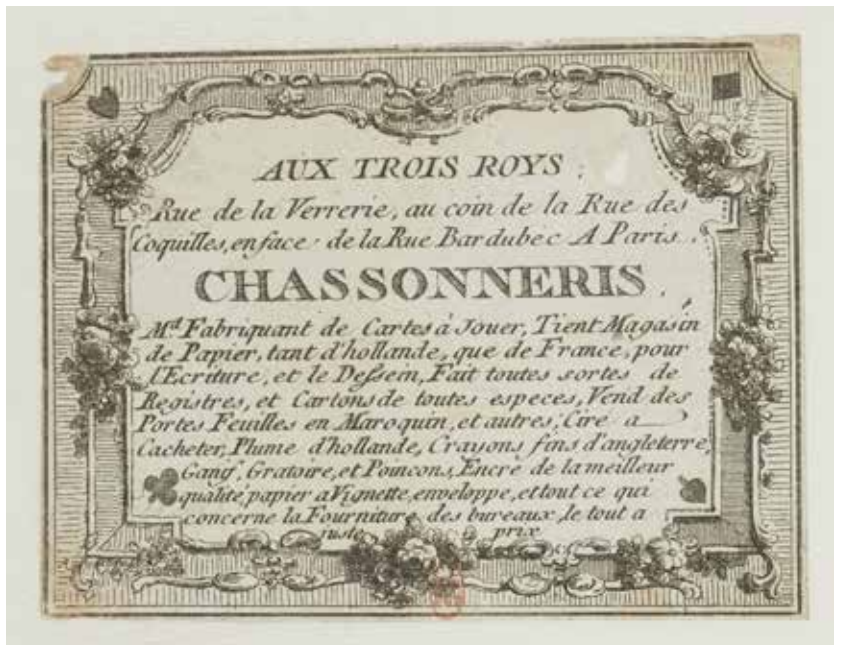 AUX TROIS ROYS;
Rue de la Verrerie, au coin de la Rue des
Coquilles, en face de la Rue Bardubec A Paris.
CHASSONNERIS.
Md Fabriquant de Cartes à Jouer, Tient Magasin
de Papier, tant d'hollande, que de France, pour
l'Ecriture, et le Dessein, Fait toutes sortes de
Registres, et Cartons de toutes especes, Vend des
Portes Feuilles en Maroquin, et autres, Cire a
Cacheter, Plume d'hollande, Crayons fins d'angleterre,
Ganif, Gratoire, et Poincons, Encre de la meilleur
qualité, papier a Vignette, enveloppe, et tout ce qui
concerne la Fourniture des bureaux, le tout a
juste prix